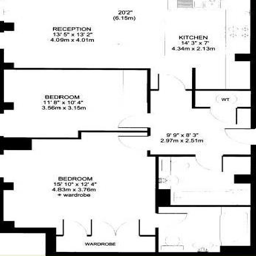 20'2"
(6.15m)
RECEPTION
13' 5" x 13' 2"
4.09m x 4.01m
KITCHEN
14' 3" x 7'
4.34m x 2.13m
BEDROOM
11' 8" x 10' 4"
3.56m x 3.15m
WT
9' 9" x 8' 3"
2.97m x 2.51m
BEDROOM
15' 10" x 12' 4"
4.83m x 3.76m
+ wardrobe
WARDROBE